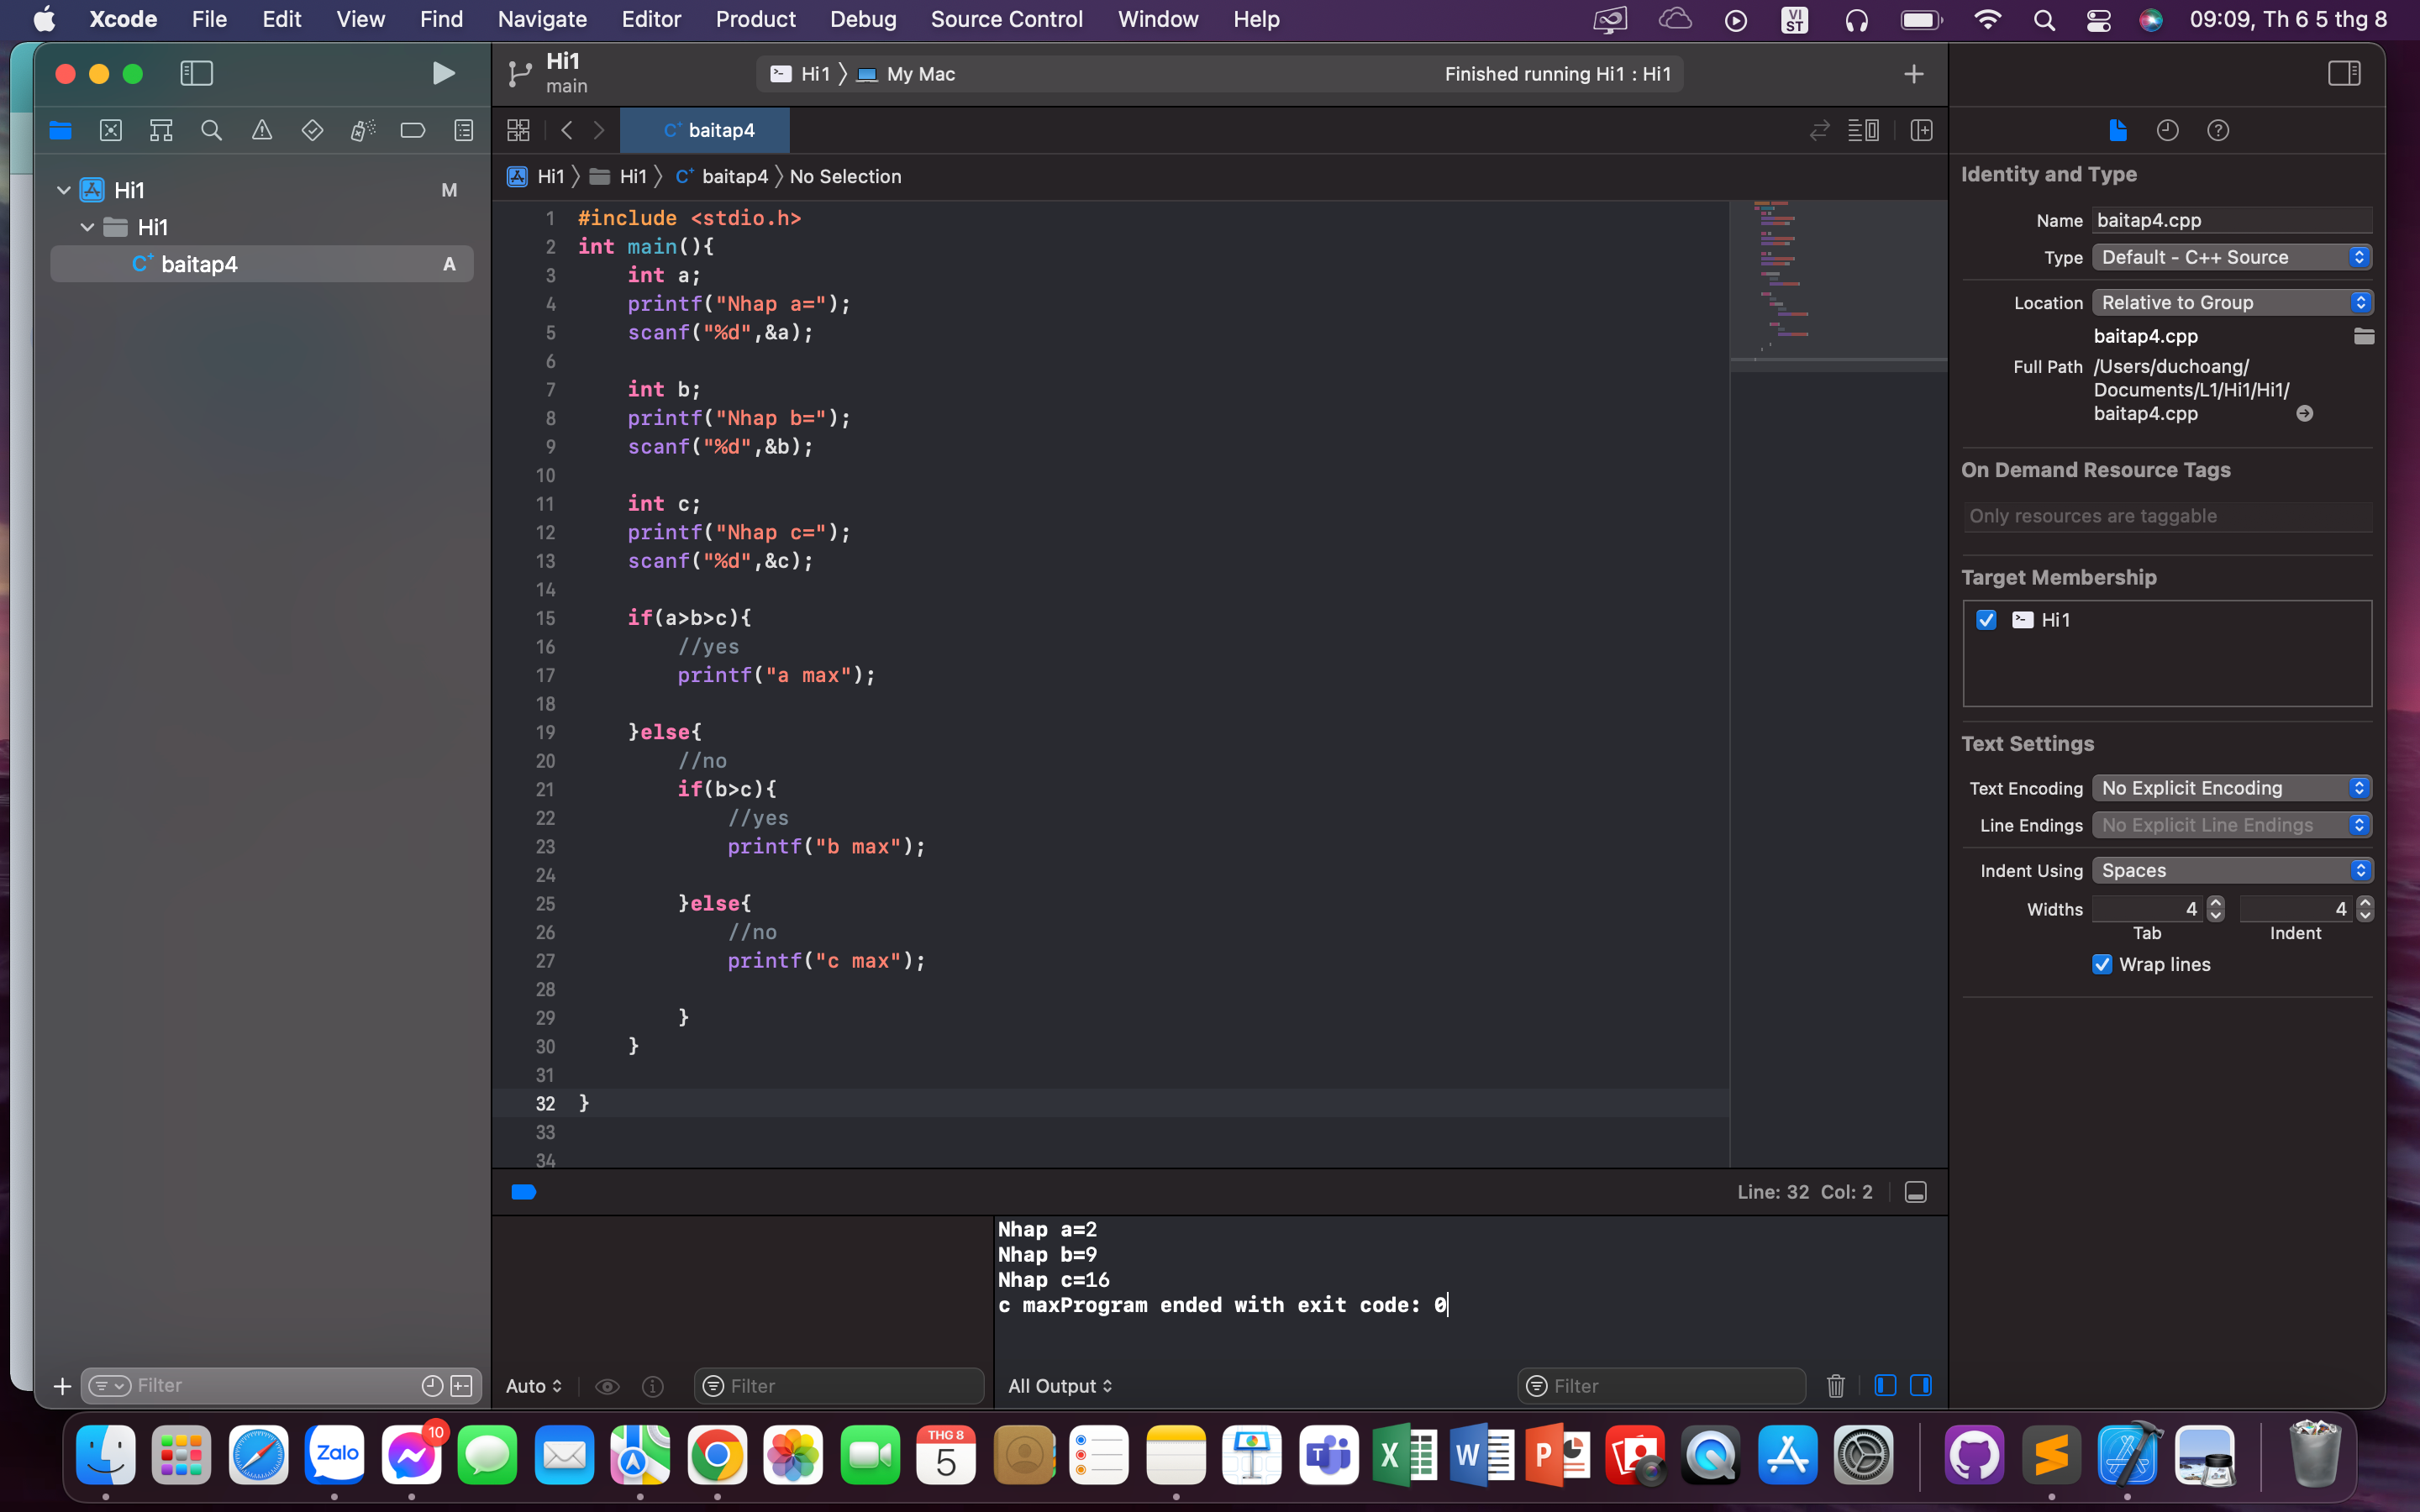 Xcode File Edit View Find Navigate Editor Product Debug Source Control Window Help VI ST 09:09, Th 6 5 thg 8
Hi1
main
Hi1 My Mac
Finished running Hi1 : Hi1
baitap4
Hi1 Hi1 baitap4 No Selection
Hi1 M
Hi1
baitap4 A
1 #include <stdio.h>
2 int main(){
3 int a;
4 printf("Nhap a=");
5 scanf("%d",&a);
6
7 int b;
8 printf("Nhap b=");
9 scanf("%d",&b);
10
11 int c;
12 printf("Nhap c=");
13 scanf("%d",&c);
14
15 if(a>b>c){
16 //yes
17 printf("a max");
18
19 }else{
20 //no
21 if(b>c){
22 //yes
23 printf("b max");
24
25 }else{
26 //no
27 printf("c max");
28
29 }
30 }
31
32 }
33
34
Line: 32 Col: 2
Nhap a=2
Nhap b=9
Nhap c=16
c maxProgram ended with exit code: 0
Filter
Auto
Filter
All Output
Filter
Identity and Type
Name baitap4.cpp
Type Default - C++ Source
Location Relative to Group
baitap4.cpp
Full Path /Users/duchoang/
Documents/L1/Hi1/Hi1/
baitap4.cpp
On Demand Resource Tags
Only resources are taggable
Target Membership
Hi1
Text Settings
Text Encoding No Explicit Encoding
Line Endings No Explicit Line Endings
Indent Using Spaces
Widths 4 4
Tab Indent
Wrap lines
Zalo
10
THG 8
5
T
X
W
P